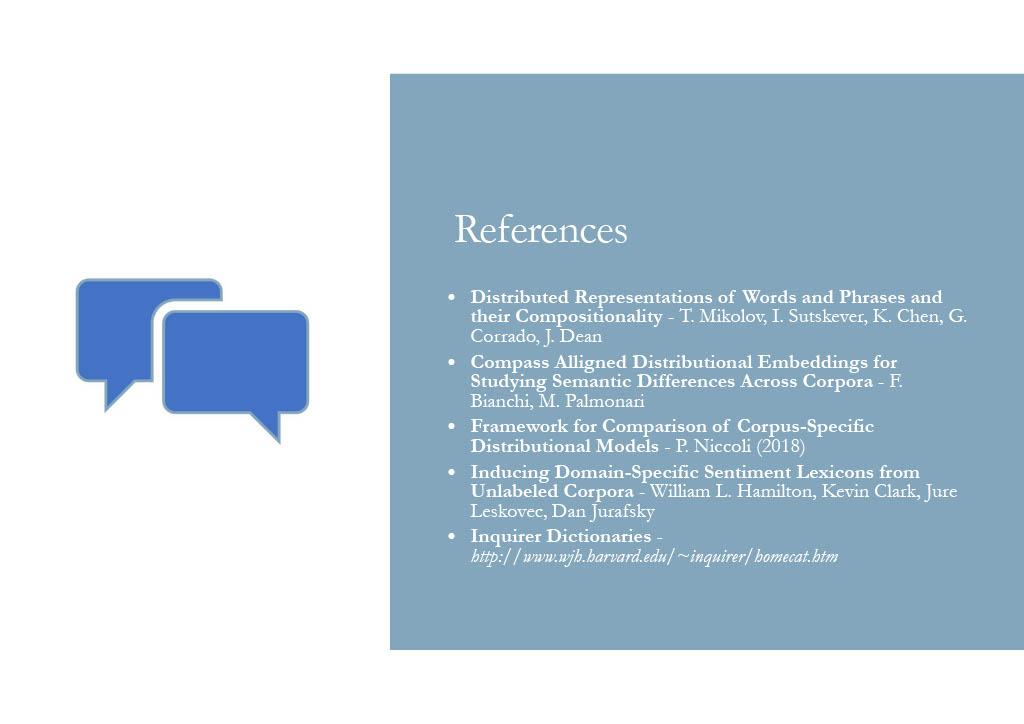 References
• Distributed Representations of Words and Phrases and
their Compositionality - T. Mikolov, I. Sutskever, K. Chen, G.
Corrado, J. Dean
• Compass Alligned Distributional Embeddings for
Studying Semantic Differences Across Corpora - F.
Bianchi, M. Palmonari
• Framework for Comparison of Corpus-Specific
Distributional Models - P. Niccoli (2018)
• Inducing Domain-Specific Sentiment Lexicons from
Unlabeled Corpora - William L. Hamilton, Kevin Clark, Jure
Leskovec, Dan Jurafsky
• Inquirer Dictionaries -
http://www.wjh.harvard.edu/~inquirer/homecat.htm